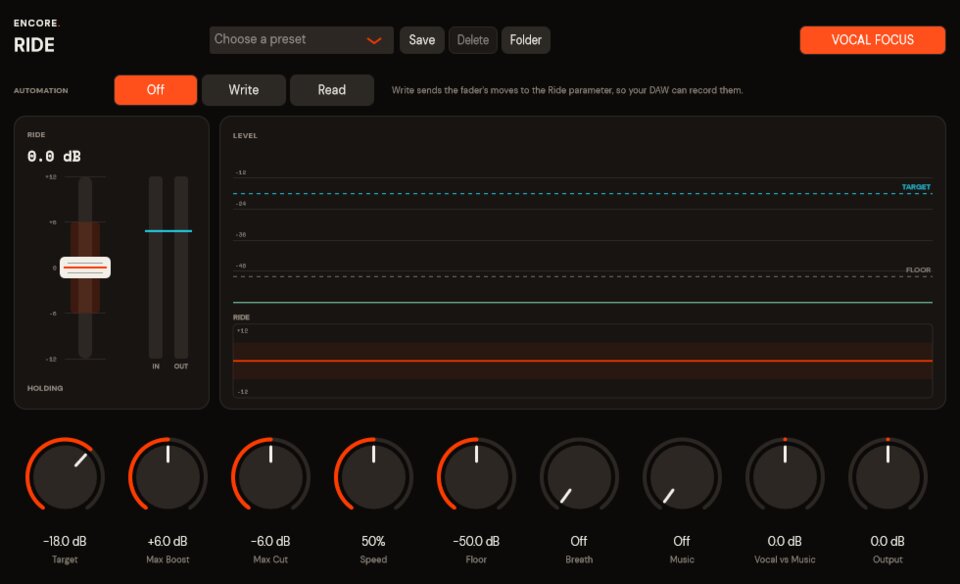 ENCORE.
RIDE
Choose a preset
Save
Delete
Folder
VOCAL FOCUS
AUTOMATION
Off
Write
Read
Write sends the fader's moves to the Ride parameter, so your DAW can record them.
RIDE
0.0 dB
+12
+6
0
-6
-12
IN
OUT
HOLDING
LEVEL
-12
TARGET
-24
-36
-48
FLOOR
RIDE
+12
-12
-18.0 dB
Target
+6.0 dB
Max Boost
-6.0 dB
Max Cut
50%
Speed
-50.0 dB
Floor
Off
Breath
Off
Music
0.0 dB
Vocal vs Music
0.0 dB
Output